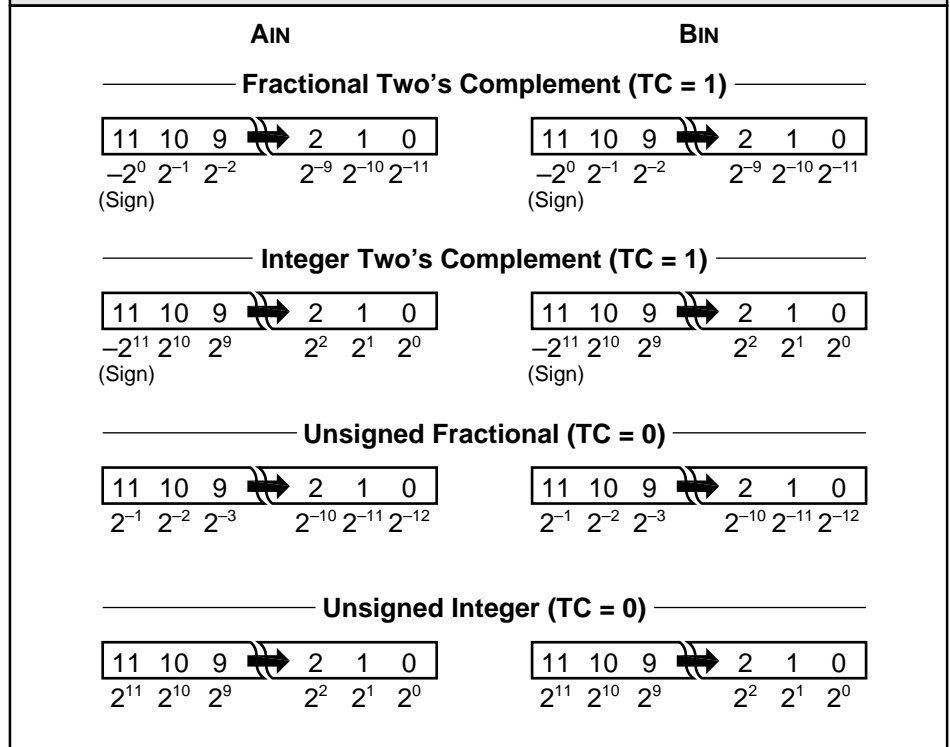 AIN BIN
Fractional Two's Complement (TC = 1)
11 10 9 2 1 0 11 10 9 2 1 0
–2⁰ 2⁻¹ 2⁻² 2⁻⁹ 2⁻¹⁰ 2⁻¹¹ –2⁰ 2⁻¹ 2⁻² 2⁻⁹ 2⁻¹⁰ 2⁻¹¹
(Sign) (Sign)
Integer Two's Complement (TC = 1)
11 10 9 2 1 0 11 10 9 2 1 0
–2¹¹ 2¹⁰ 2⁹ 2² 2¹ 2⁰ –2¹¹ 2¹⁰ 2⁹ 2² 2¹ 2⁰
(Sign) (Sign)
Unsigned Fractional (TC = 0)
11 10 9 2 1 0 11 10 9 2 1 0
2⁻¹ 2⁻² 2⁻³ 2⁻¹⁰ 2⁻¹¹ 2⁻¹² 2⁻¹ 2⁻² 2⁻³ 2⁻¹⁰ 2⁻¹¹ 2⁻¹²
Unsigned Integer (TC = 0)
11 10 9 2 1 0 11 10 9 2 1 0
2¹¹ 2¹⁰ 2⁹ 2² 2¹ 2⁰ 2¹¹ 2¹⁰ 2⁹ 2² 2¹ 2⁰